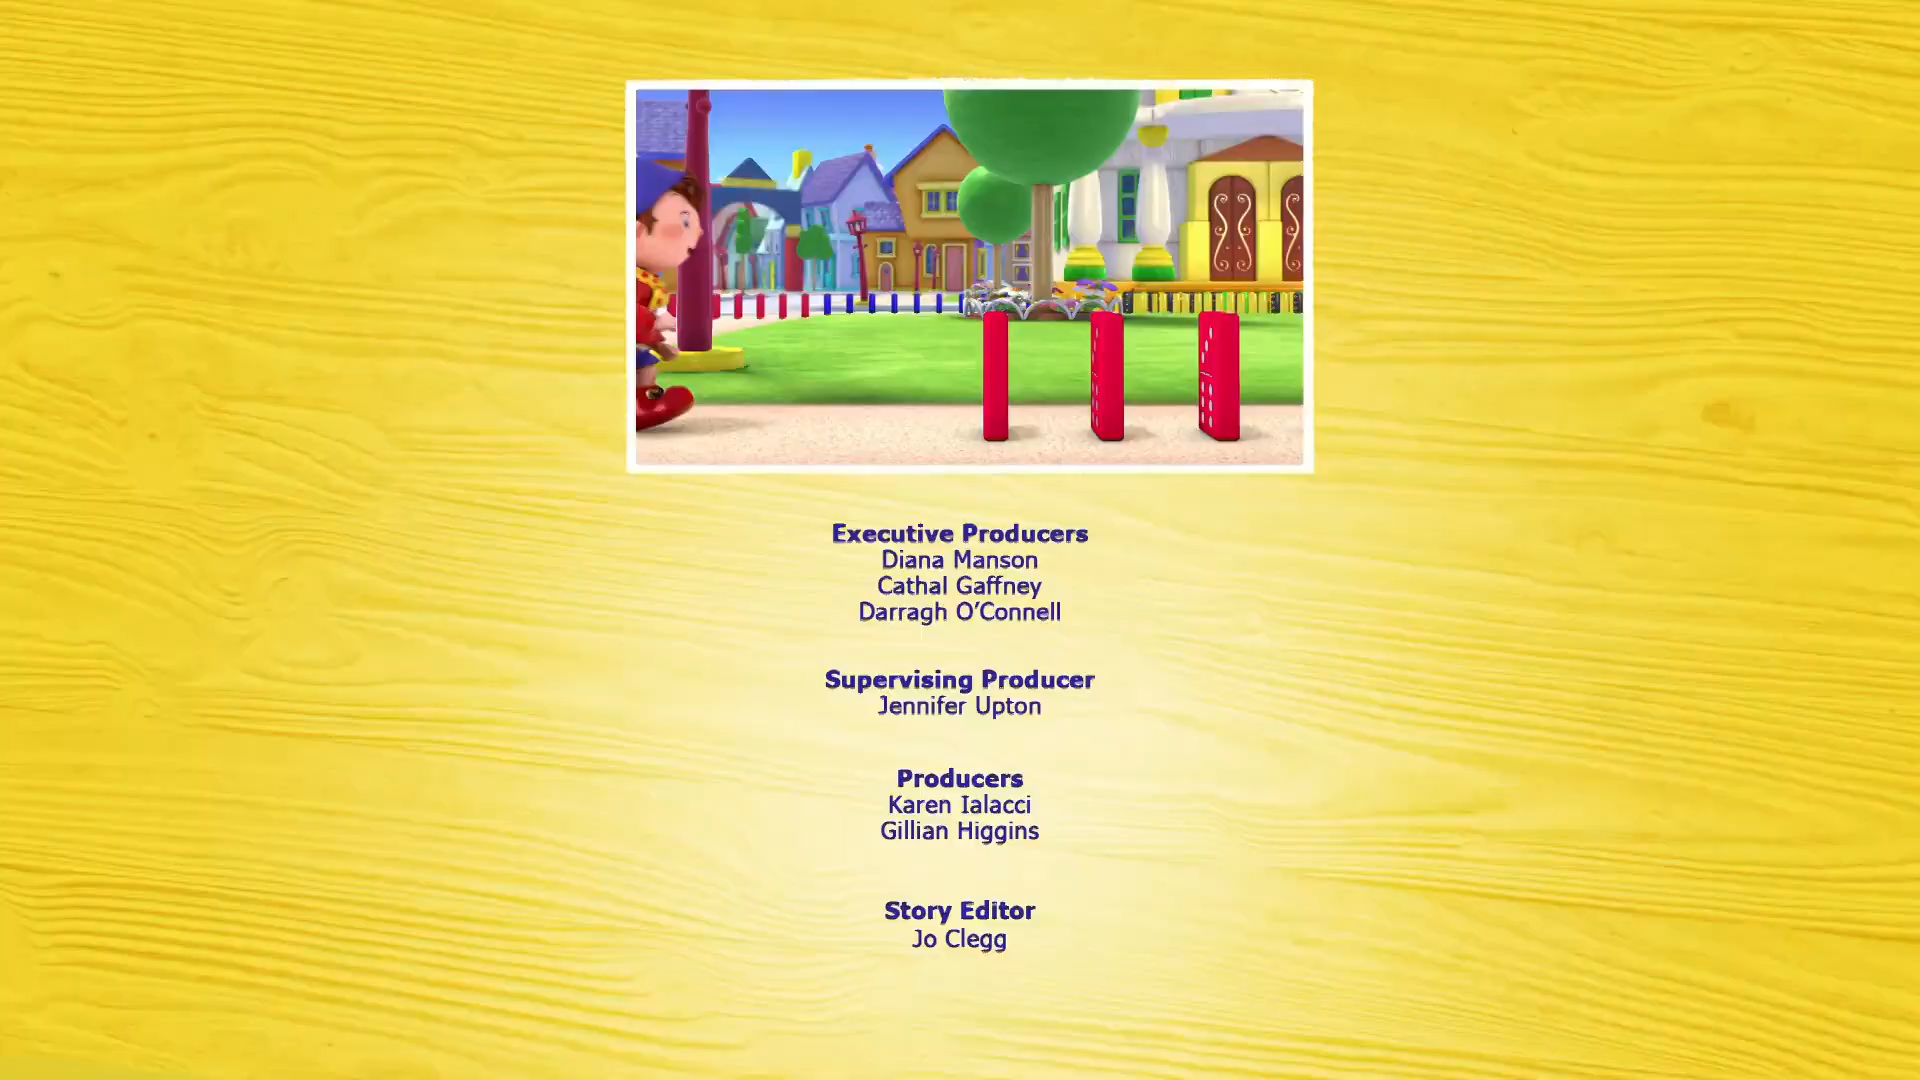 Executive Producers
Diana Manson
Cathal Gaffney
Darragh O’Connell
Supervising Producer
Jennifer Upton
Producers
Karen Ialacci
Gillian Higgins
Story Editor
Jo Clegg